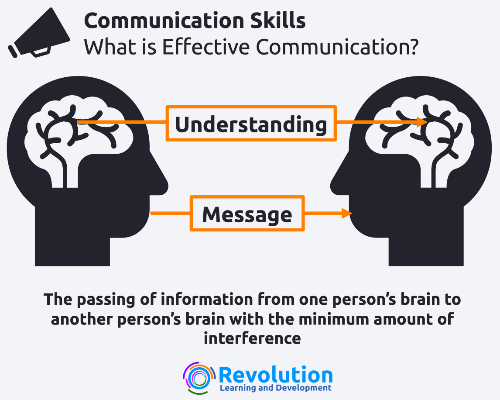 Communication Skills
What is Effective Communication?
Understanding
Message
The passing of information from one person's brain to
another person's brain with the minimum amount of
interference
Revolution
Learning and Development